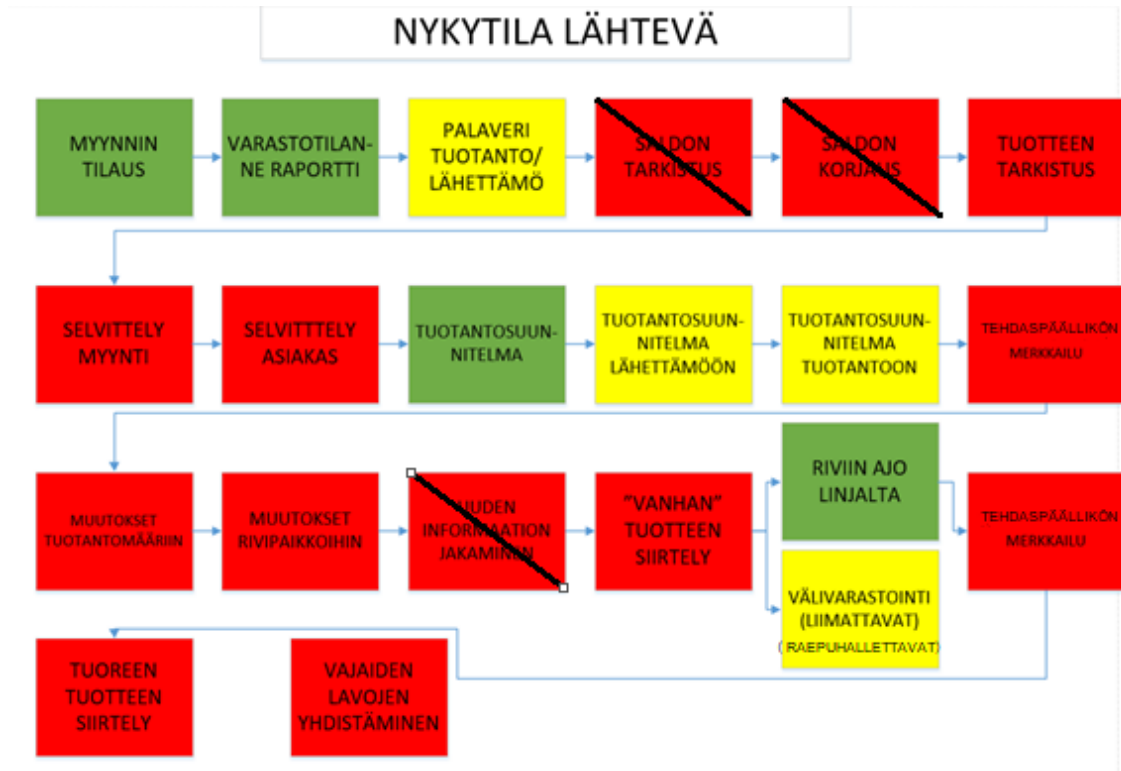 NYKYTILA LÄHTEVÄ
MYYNNIN
TILAUS
VARASTOTILAN-
NE RAPORTTI
PALAVERI
TUOTANTO/
LÄHETTÄMÖ
SALDON
TARKISTUS
SALDON
KORJAUS
TUOTTEEN
TARKISTUS
SELVITTELY
MYYNTI
SELVITTTELY
ASIAKAS
TUOTANTOSUUN-
NITELMA
TUOTANTOSUUN-
NITELMA
LÄHETTÄMÖÖN
TUOTANTOSUUN-
NITELMA
TUOTANTOON
TEHDASPÄÄLLIKÖN
MERKKAILU
MUUTOKSET
TUOTANTOMÄÄRIIN
MUUTOKSET
RIVIPAIKKOIHIN
UUDEN
INFORMAATION
JAKAMINEN
"VANHAN"
TUOTTEEN
SIIRTELY
RIVIIN AJO
LINJALTA
VÄLIVARASTOINTI
(LIIMATTAVAT)
( RAEPUHALLETTAVAT)
TEHDASPÄÄLLIKÖN
MERKKAILU
TUOREEN
TUOTTEEN
SIIRTELY
VAJAIDEN
LAVOJEN
YHDISTÄMINEN